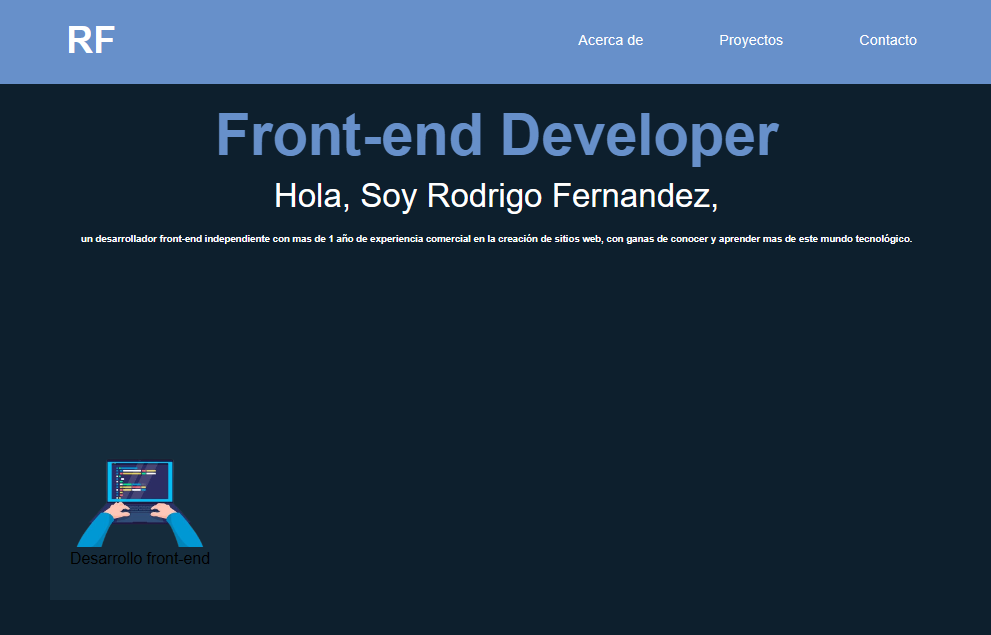 RF
Acerca de
Proyectos
Contacto
Front-end Developer
Hola, Soy Rodrigo Fernandez,
un desarrollador front-end independiente con mas de 1 año de experiencia comercial en la creación de sitios web, con ganas de conocer y aprender mas de este mundo tecnológico.
Desarrollo front-end